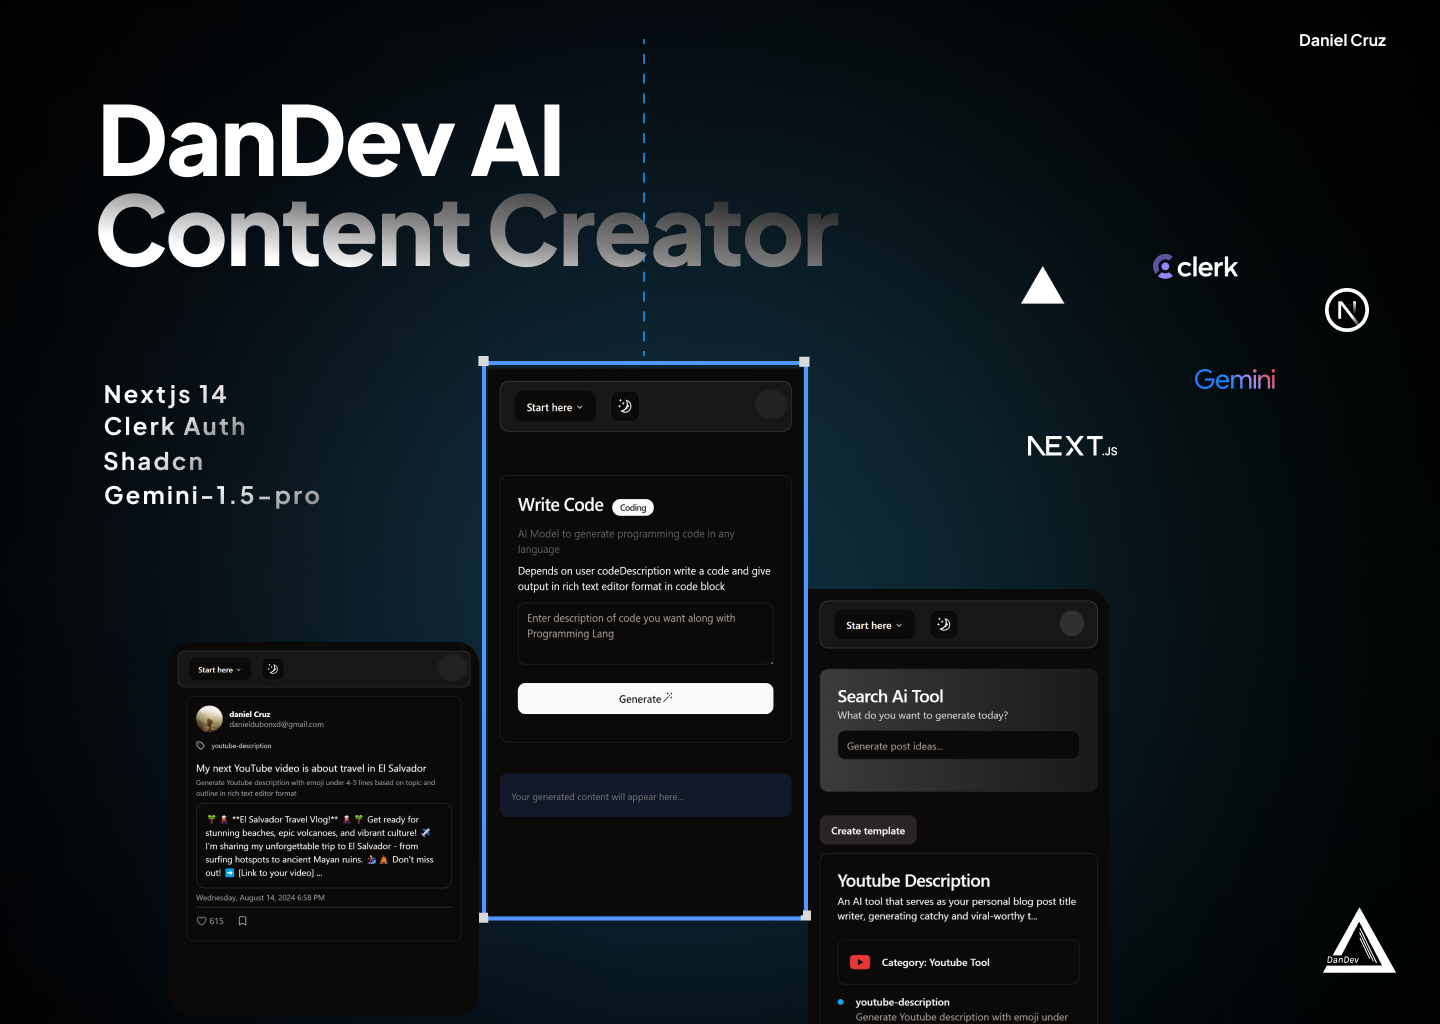 Daniel Cruz
DanDev AI
Content Creator
clerk
N
Gemini
NEXT.JS
Nextjs 14
Clerk Auth
Shadcn
Gemini-1.5-pro
Start here
daniel Cruz
danieldubonxd@gmail.com
youtube-description
My next YouTube video is about travel in El Salvador
Generate Youtube description with emoji under 4-5 lines based on topic and
outline in rich text editor format
🌴 🌋 **El Salvador Travel Vlog!** 🌋 🌴 Get ready for
stunning beaches, epic volcanoes, and vibrant culture! ✈️
I'm sharing my unforgettable trip to El Salvador - from
surfing hotspots to ancient Mayan ruins. 🏄 🌋 Don't miss
out! ➡️ [Link to your video] ...
Wednesday, August 14, 2024 6:58 PM
615
Start here
Write Code Coding
AI Model to generate programming code in any
language
Depends on user codeDescription write a code and give
output in rich text editor format in code block
Enter description of code you want along with
Programming Lang
Generate
Your generated content will appear here...
Start here
Search Ai Tool
What do you want to generate today?
Generate post ideas...
Create template
Youtube Description
An AI tool that serves as your personal blog post title
writer, generating catchy and viral-worthy t...
Category: Youtube Tool
youtube-description
Generate Youtube description with emoji under
DanDev